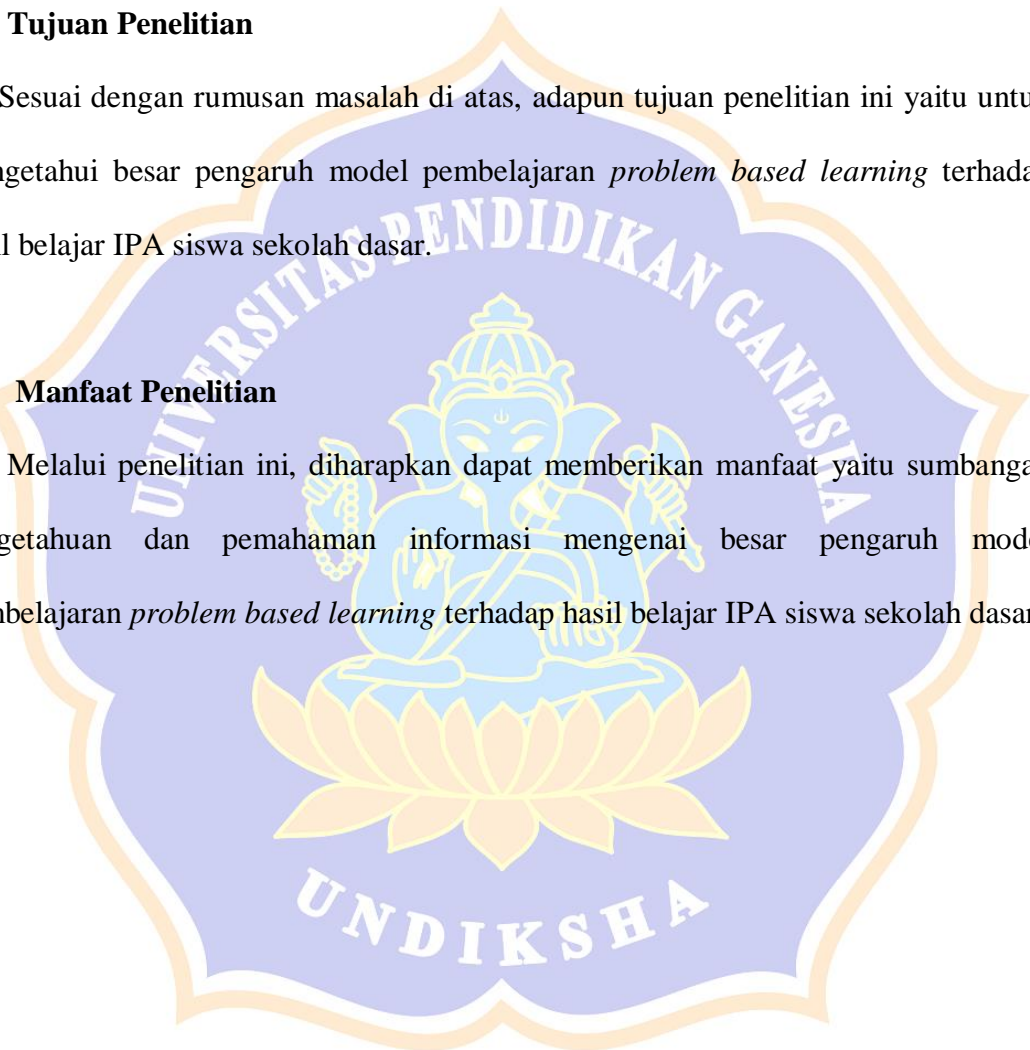 Tujuan Penelitian
Sesuai dengan rumusan masalah di atas, adapun tujuan penelitian ini yaitu untu
ngetahui besar pengaruh model pembelajaran problem based learning terhada
il belajar IPA siswa sekolah dasar.
UNIVERSITAS PENDIDIKAN GANESHA
Manfaat Penelitian
Melalui penelitian ini, diharapkan dapat memberikan manfaat yaitu sumbanga
getahuan dan pemahaman informasi mengenai besar pengaruh mode
mbelajaran problem based learning terhadap hasil belajar IPA siswa sekolah dasar
UNDIKSHA